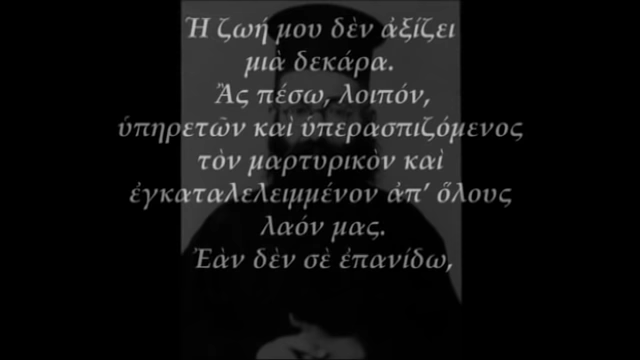 Ἡ ζωή μου δὲν ἀξίζει
μιὰ δεκάρα.
Ἂς πέσω, λοιπόν,
ὑπηρετῶν καὶ ὑπερασπιζόμενος
τὸν μαρτυρικὸν καὶ
ἐγκαταλελειμμένον ἀπ’ ὅλους
λαόν μας.
Ἐὰν δὲν σὲ ἐπανίδω,